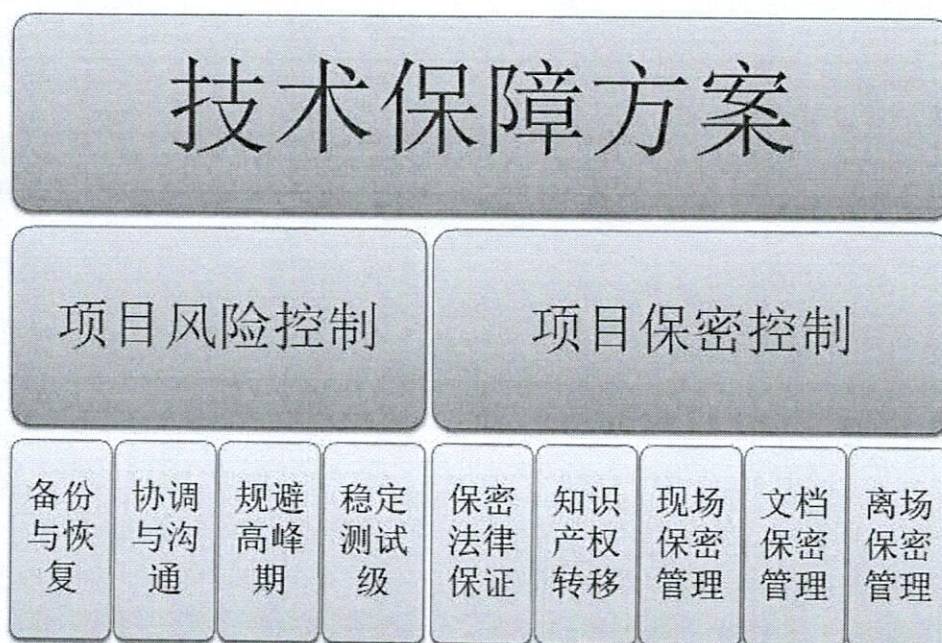 技术保障方案
项目风险控制
项目保密控制
备份
与恢
复
协调
与沟
通
规避
高峰
期
稳定
测试
级
保密
法律
保证
知识
产权
转移
现场
保密
管理
文档
保密
管理
离场
保密
管理